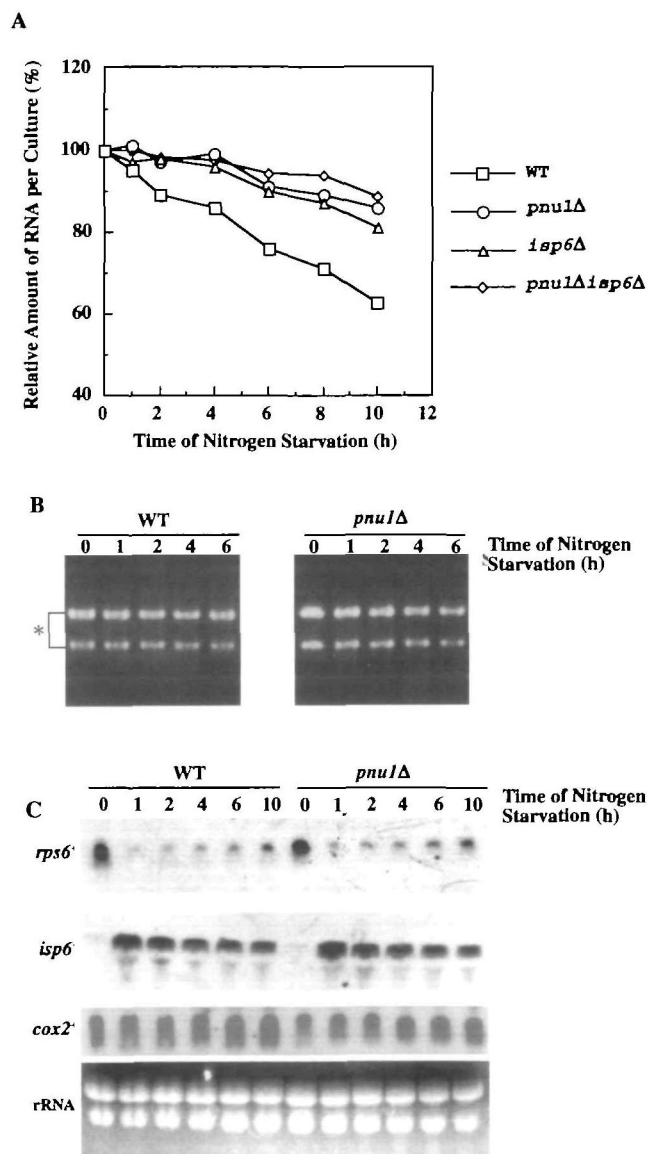 A
120
100
80
60
40
0 2 4 6 8 10 12
Relative Amount of RNA per Culture (%)
Time of Nitrogen Starvation (h)
WT
pnu1Δ
isp6Δ
pnu1Δisp6Δ
B
WT pnu1Δ
0 1 2 4 6 0 1 2 4 6 Time of Nitrogen
Starvation (h)
*
WT pnu1Δ
C 0 1 2 4 6 10 0 1 2 4 6 10 Time of Nitrogen
Starvation (h)
rps6+
isp6
cox2+
rRNA